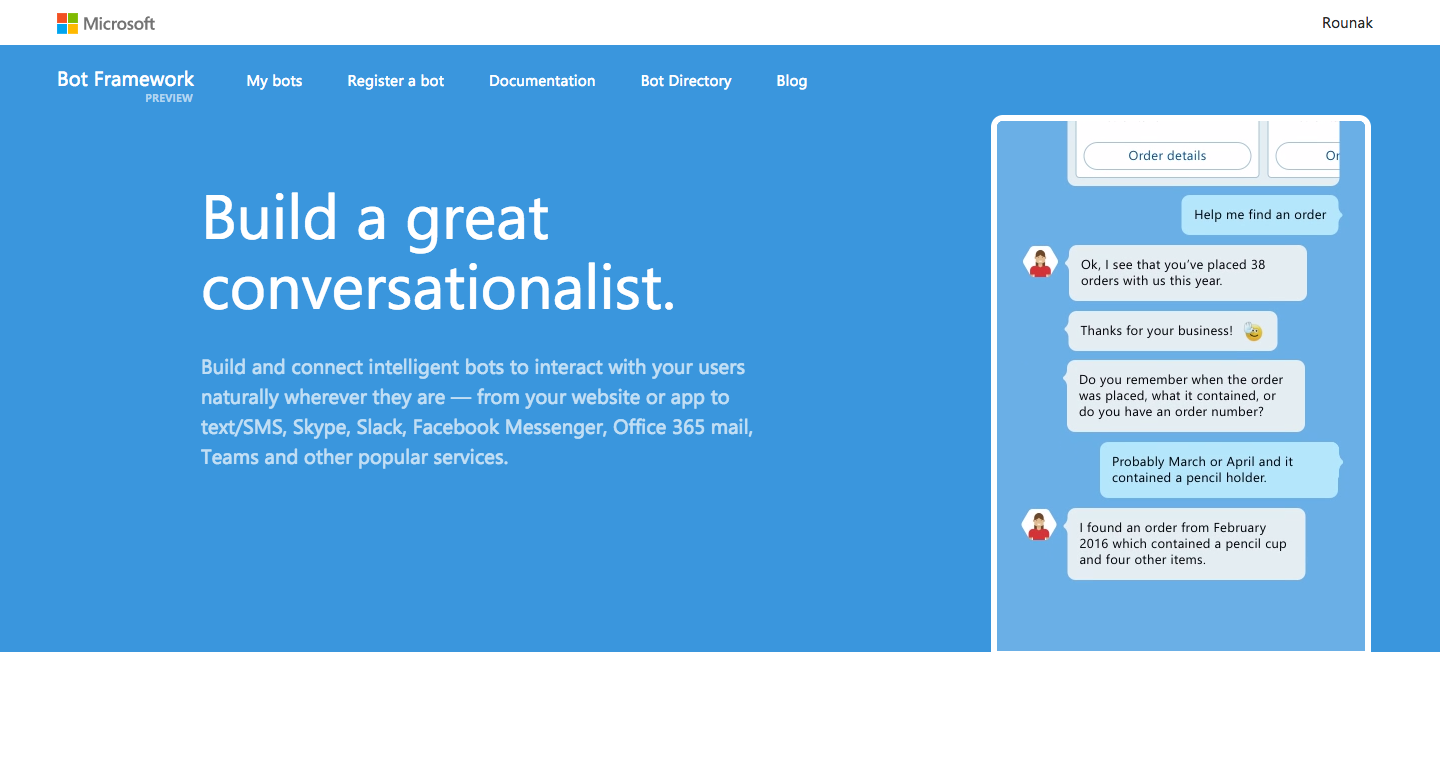 Microsoft
Rounak
Bot Framework
PREVIEW
My bots
Register a bot
Documentation
Bot Directory
Blog
Build a great
conversationalist.
Build and connect intelligent bots to interact with your users
naturally wherever they are — from your website or app to
text/SMS, Skype, Slack, Facebook Messenger, Office 365 mail,
Teams and other popular services.
Order details
Or
Help me find an order
Ok, I see that you've placed 38
orders with us this year.
Thanks for your business!
Do you remember when the order
was placed, what it contained, or
do you have an order number?
Probably March or April and it
contained a pencil holder.
I found an order from February
2016 which contained a pencil cup
and four other items.